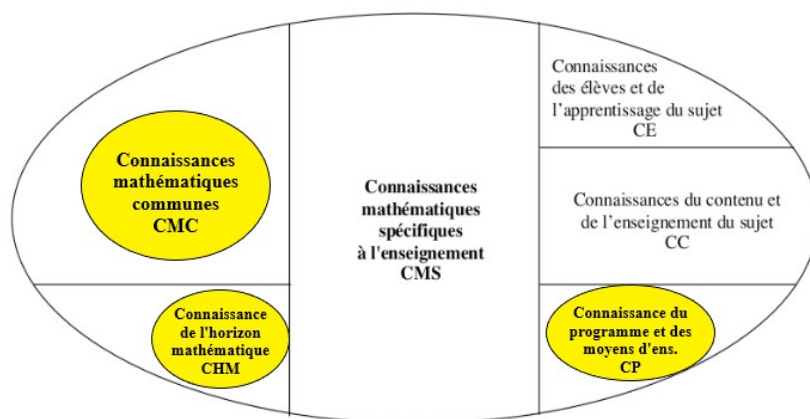 Connaissances
mathématiques
communes
CMC
Connaissance
de l'horizon
mathématique
CHM
Connaissances
mathématiques
spécifiques
à l'enseignement
CMS
Connaissances
des élèves et de
l'apprentissage du sujet
CE
Connaissances du contenu et
de l'enseignement du sujet
CC
Connaissance du
programme et des
moyens d'ens.
CP